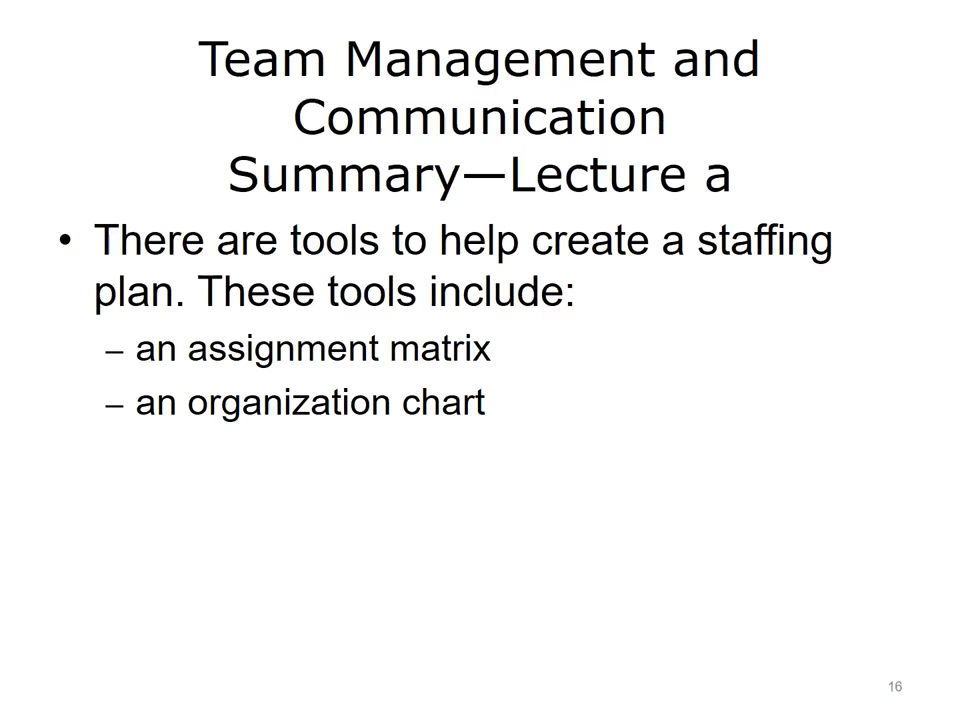 Team Management and
Communication
Summary—Lecture a
• There are tools to help create a staffing
plan. These tools include:
– an assignment matrix
– an organization chart
16